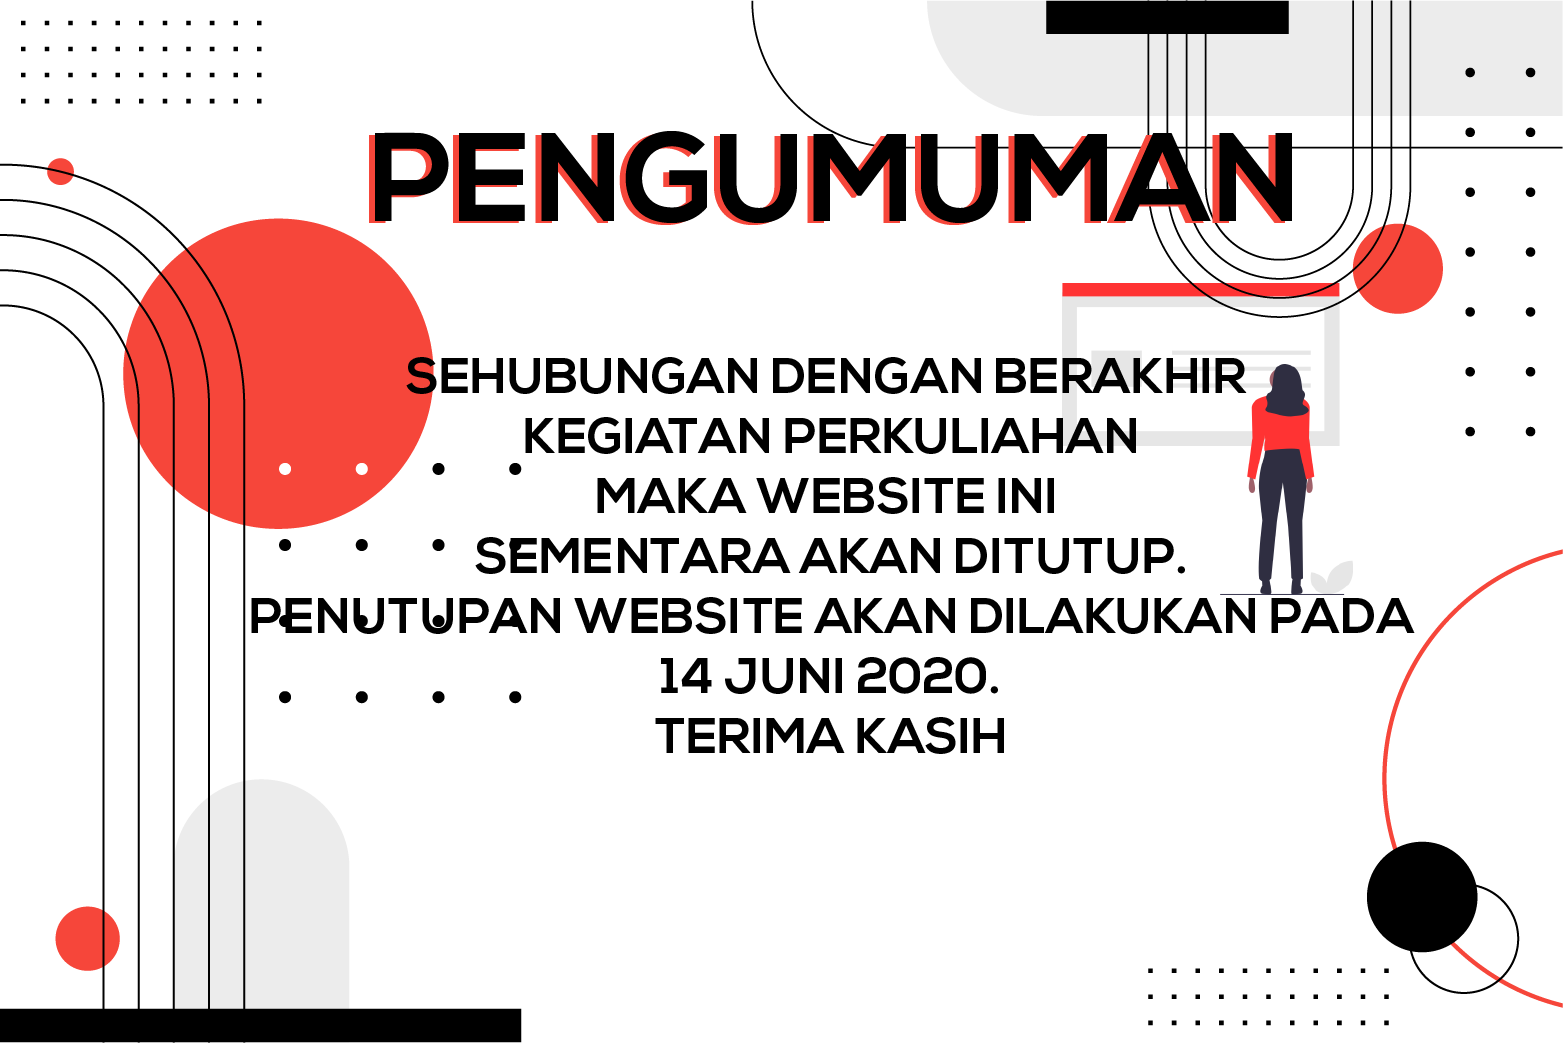 PENGUMUMAN
SEHUBUNGAN DENGAN BERAKHIR
KEGIATAN PERKULIAHAN
MAKA WEBSITE INI
SEMENTARA AKAN DITUTUP.
PENUTUPAN WEBSITE AKAN DILAKUKAN PADA
14 JUNI 2020.
TERIMA KASIH